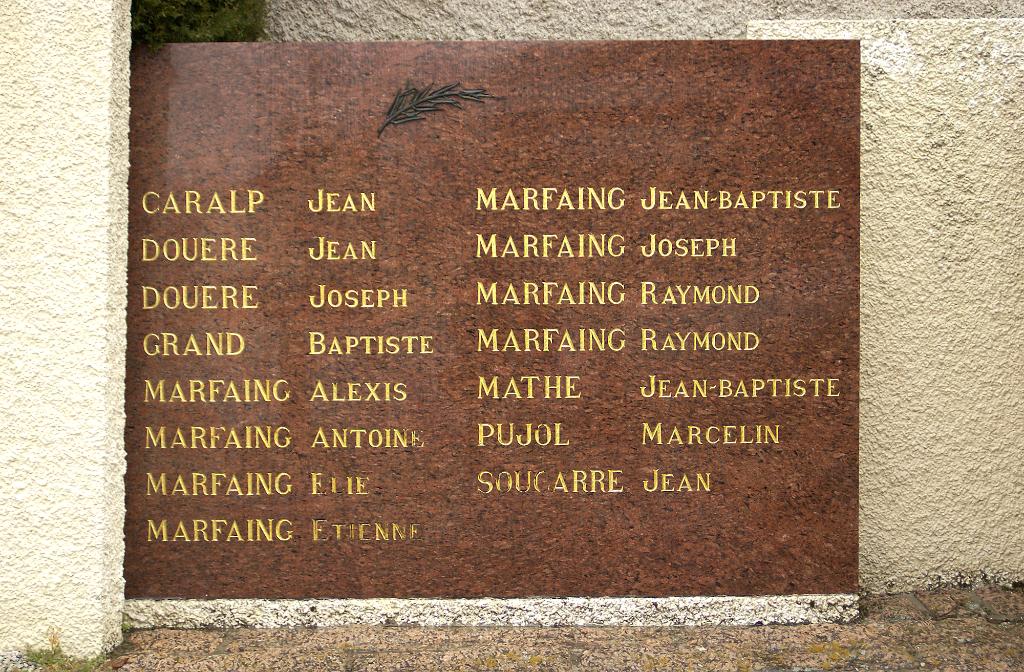 CARALP JEAN
DOUERE JEAN
DOUERE JOSEPH
GRAND BAPTISTE
MARFAING ALEXIS
MARFAING ANTOINE
MARFAING ELIE
MARFAING ETIENNE
MARFAING JEAN-BAPTISTE
MARFAING JOSEPH
MARFAING RAYMOND
MARFAING RAYMOND
MATHE JEAN-BAPTISTE
PUJOL MARCELIN
SOUCARRE JEAN